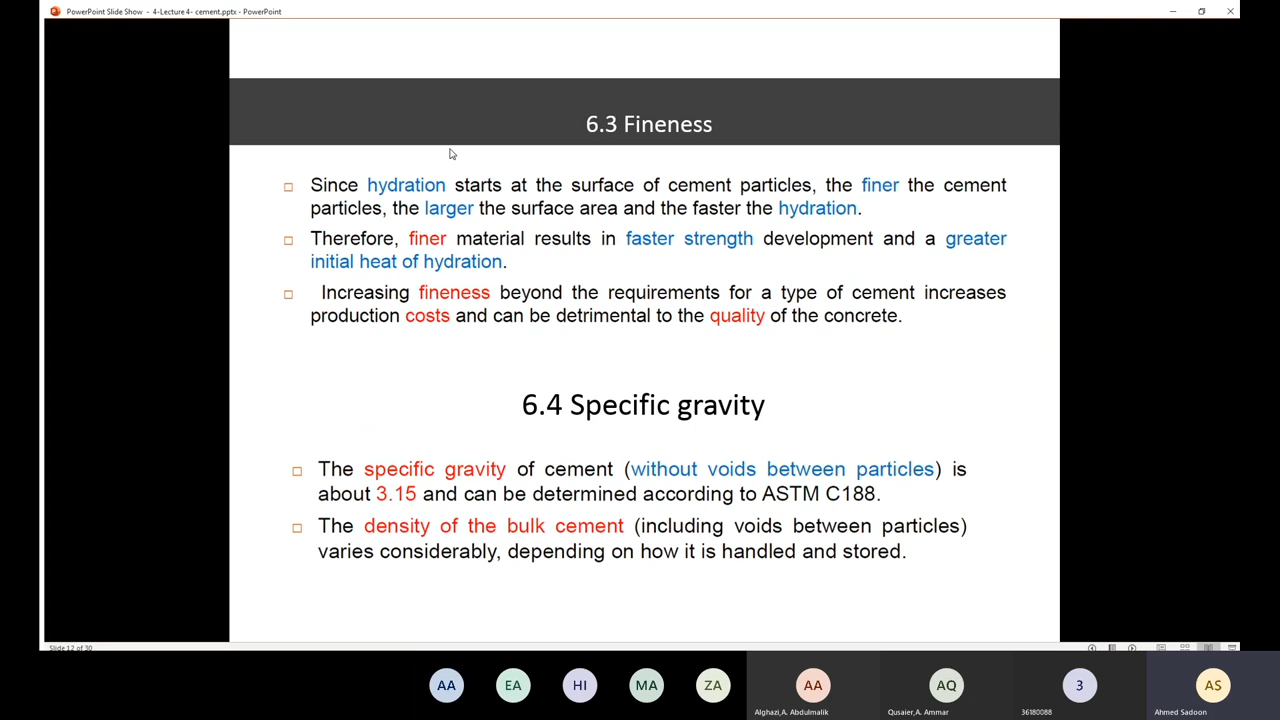 PowerPoint Slide Show - 4-Lecture 4- cement.pptx - PowerPoint
6.3 Fineness
Since hydration starts at the surface of cement particles, the finer the cement
particles, the larger the surface area and the faster the hydration.
Therefore, finer material results in faster strength development and a greater
initial heat of hydration.
Increasing fineness beyond the requirements for a type of cement increases
production costs and can be detrimental to the quality of the concrete.
6.4 Specific gravity
The specific gravity of cement (without voids between particles) is
about 3.15 and can be determined according to ASTM C188.
The density of the bulk cement (including voids between particles)
varies considerably, depending on how it is handled and stored.
Slide 12 of 30
AA EA HI MA ZA AA AQ 3 AS
Alghazi,A. Abdulmalik Qusaier,A. Ammar 36180088 Ahmed Sadoon